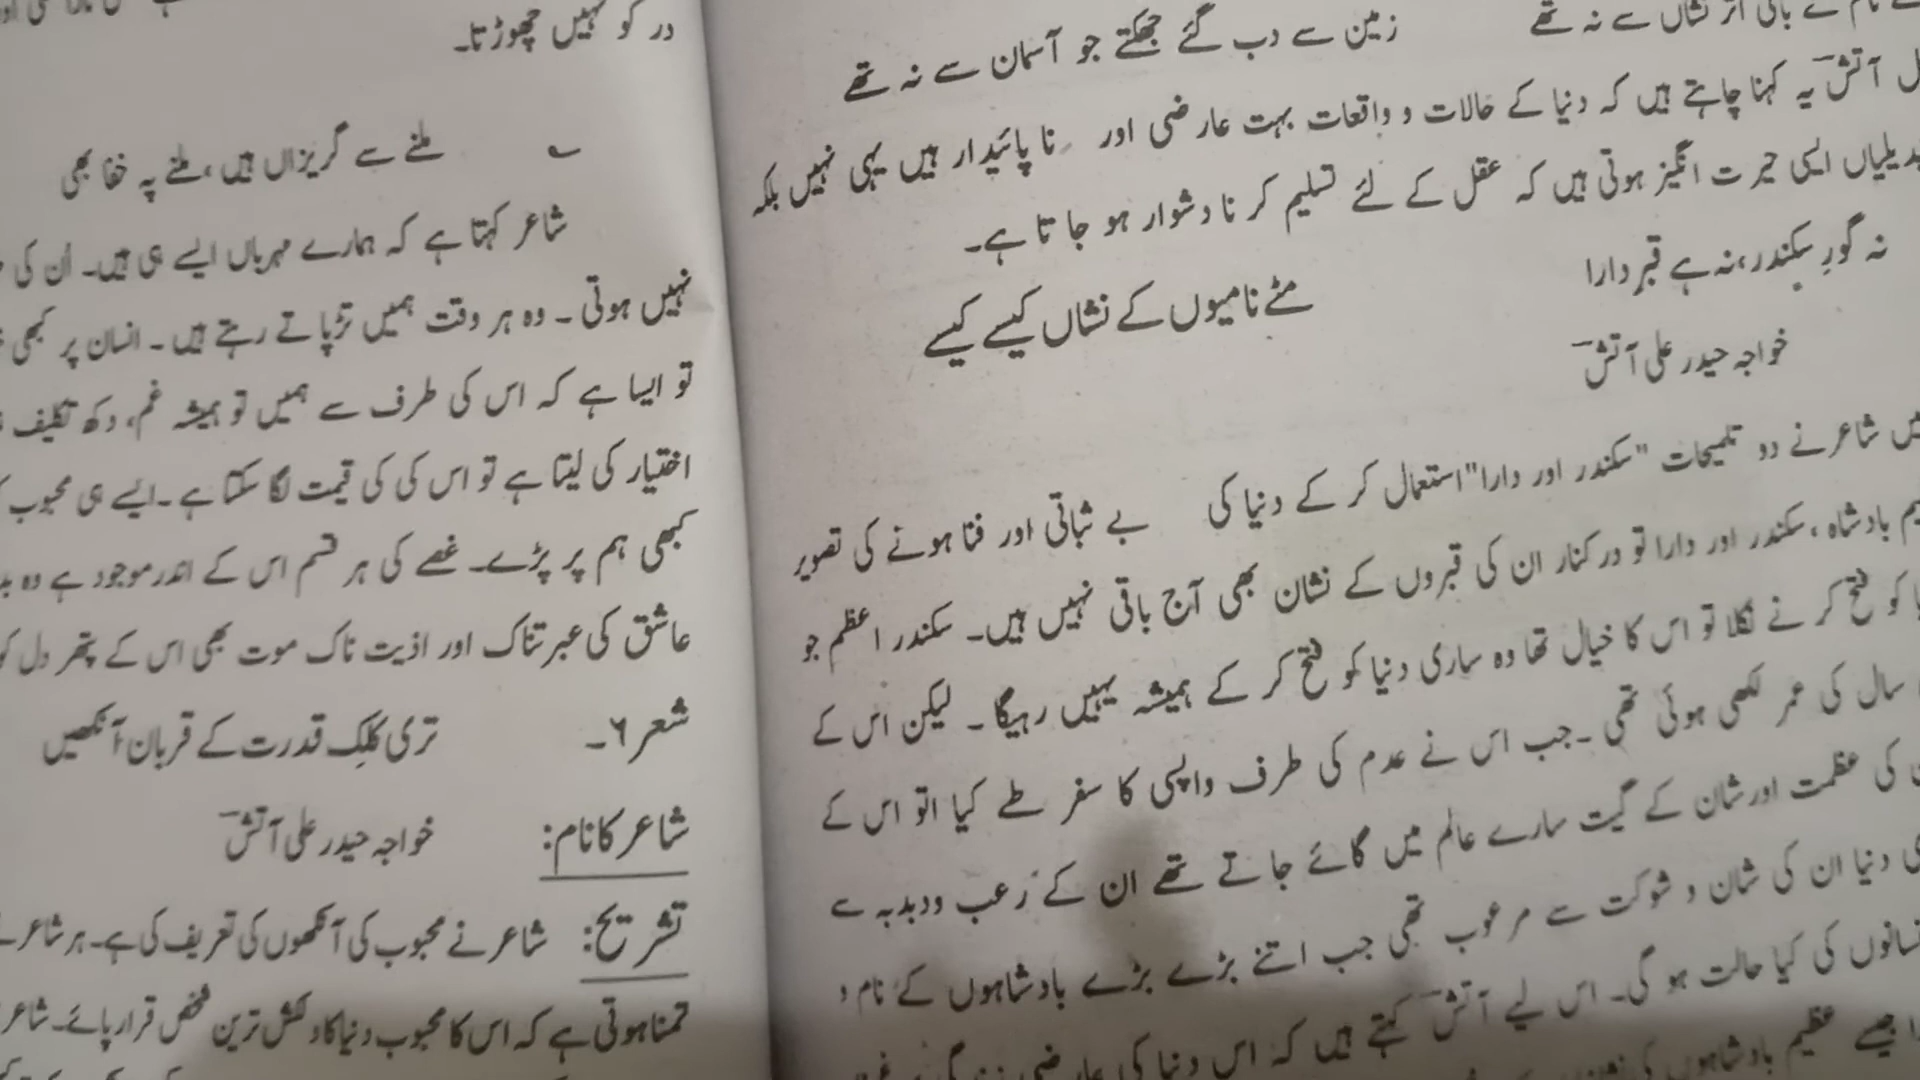 زمین سے دب گئے جھکتے جو آسمان سے نہ تھے
آتشؔ یہ کہنا چاہتے ہیں کہ دنیا کے حالات و واقعات بہت عارضی اور نا پائیدار ہیں یہی نہیں بلکہ
ایسی حیرت انگیز ہوتی ہیں کہ عقل کے لئے تسلیم کرنا دشوار ہو جاتا ہے۔
نہ گورِ سکندر، نہ ہے قبرِ دارا
مٹے نامیوں کے نشاں کیسے کیسے
خواجہ حیدر علی آتشؔ
شاعر نے دو تلمیحات "سکندر اور دارا" استعمال کر کے دنیا کی بے ثباتی اور فنا ہونے کی تصویر
بادشاہ ، سکندر اور دارا تو درکنار ان کی قبروں کے نشان بھی آج باقی نہیں ہیں۔ سکندر اعظم جو
کو فتح کرنے نکلا تو اس کا خیال تھا وہ ساری دنیا کو فتح کر کے ہمیشہ یہیں رہیگا ۔ لیکن اس کے
سال کی عمر لکھی ہوئی تھی ۔جب اس نے عدم کی طرف واپسی کا سفر طے کیا اتو اس کے
کی عظمت اور شان کے گیت سارے عالم میں گائے جاتے تھے ان کے رُعب ودبدبہ سے
دنیا ان کی شان و شوکت سے مرعوب تھی جب اتنے بڑے بڑے بادشاہوں کے نام و
کی کیا حالت ہو گی۔ اس لیے آتشؔ کہتے ہیں کہ اس دنیا کی
جیسے عظیم بادشاہوں
در کو نہیں چھوڑتا۔
ملنے سے گریزاں ہیں ، ملنے پہ خفا بھی
شاعر کہتا ہے کہ ہمارے مہرباں ایسے ہی ہیں۔ اُن کی
نہیں ہوتی ۔ وہ ہر وقت ہمیں تڑپاتے رہتے ہیں ۔ انسان پر کبھی
تو ایسا ہے کہ اس کی طرف سے ہمیں تو ہمیشہ غم، دکھ تکلیف
اختیار کی لیتا ہے تو اس کی کی قیمت لگا سکتا ہے ۔ایسے ہی محبوب
کبھی ہم پر پڑے۔ غصے کی ہر قسم اس کے اندر موجود ہے وہ
عاشق کی عبرتناک اور اذیت ناک موت بھی اس کے پتھر دل کو
شعر ۶۔ تری کلکِ قدرت کے قربان آنکھیں
شاعر کا نام: خواجہ حیدر علی آتشؔ
تشریح: شاعر نے محبوب کی آنکھوں کی تعریف کی ہے۔ ہر شاعر
تمنا ہوتی ہے کہ اس کا محبوب دنیا کا دلکش ترین شخص قرار پائے۔ شاعر